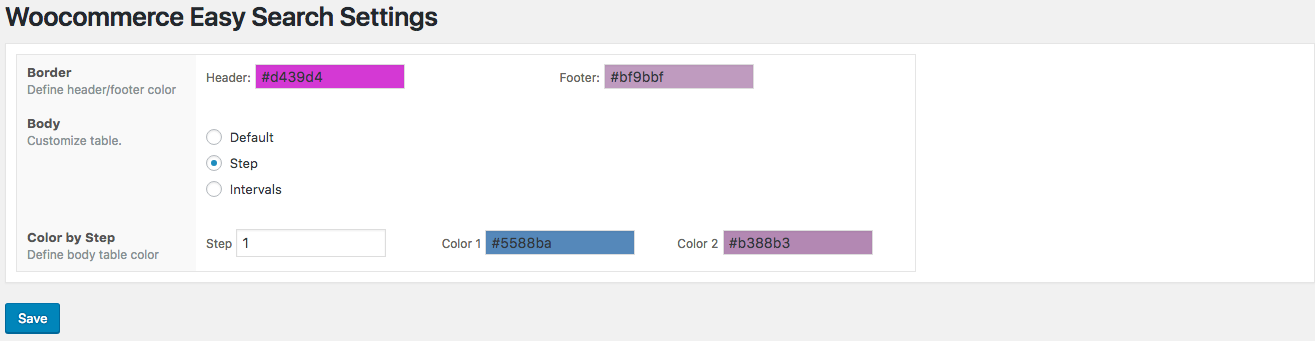 Woocommerce Easy Search Settings
Border
Define header/footer color
Header: #d439d4 Footer: #bf9bbf
Body
Customize table.
Default
Step
Intervals
Color by Step
Define body table color
Step 1 Color 1 #5588ba Color 2 #b388b3
Save